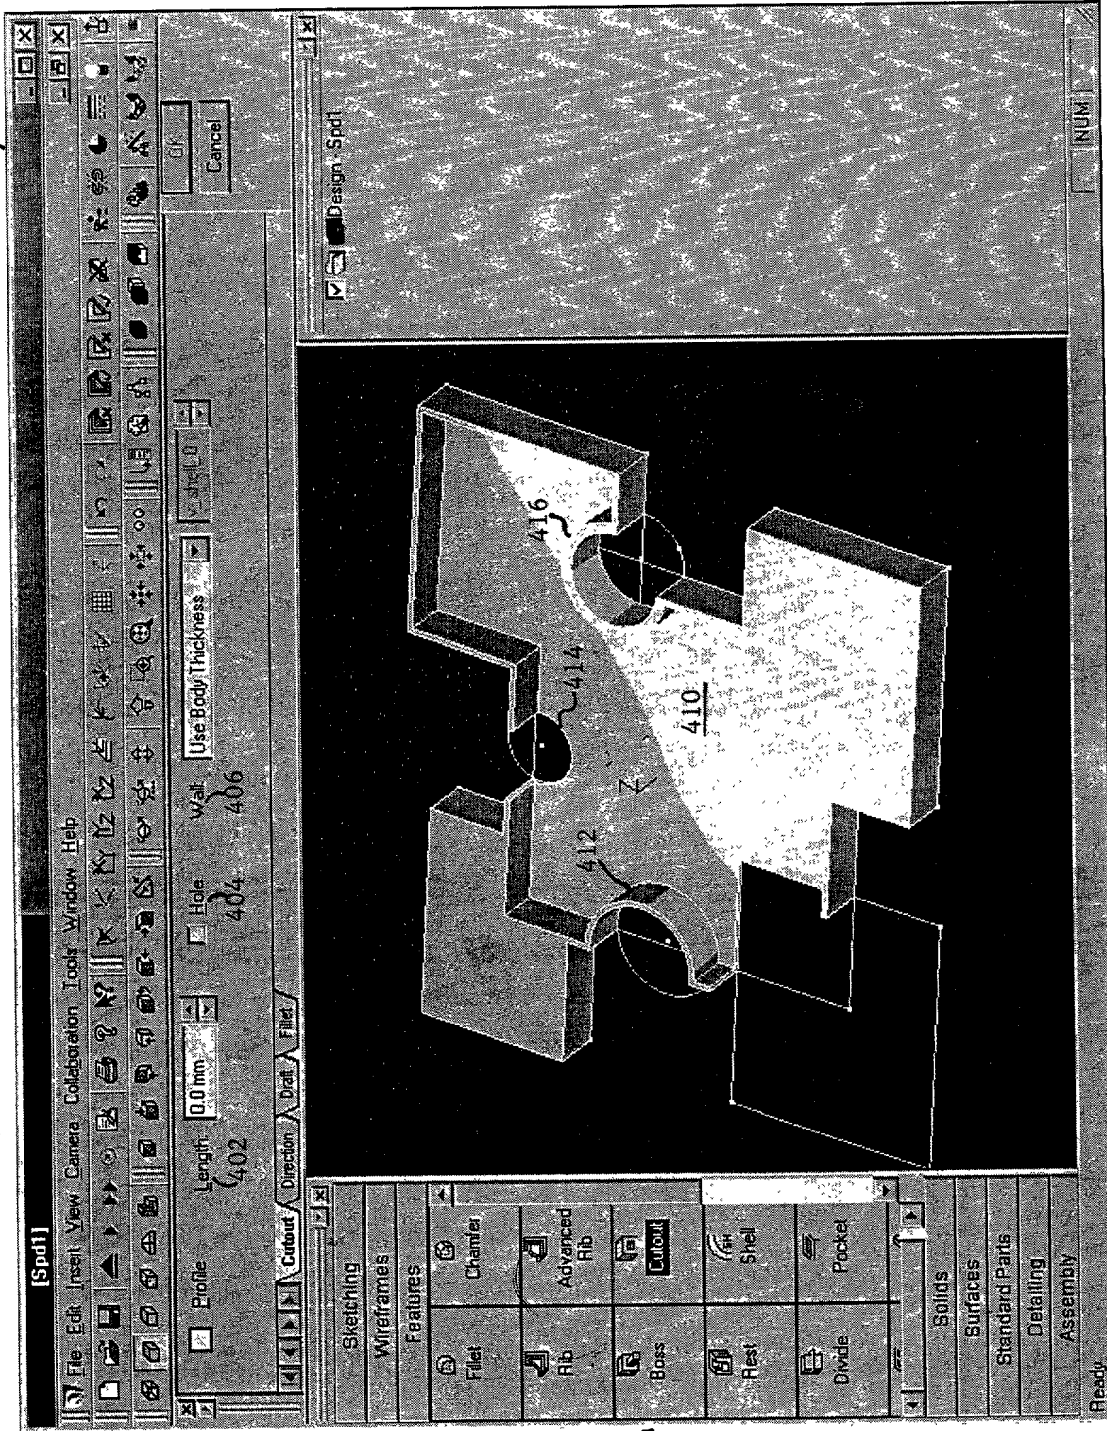 [Spd1]
File Edit Insert View Camera Collaboration Tools Window Help
Profile Length 0.0 mm Hole Wall: Use Body Thickness
402 404 406
OK
Cancel
Cutout Direction Draft Fillet
Sketching
Wireframes
Features
Fillet Chamfer
Rib Advanced Rib
Boss Cutout
Rest Shell
Divide Pocket
Solids
Surfaces
Standard Parts
Detailing
Assembly
412
414
416
410
Z
Design - Spd1
Ready NUM